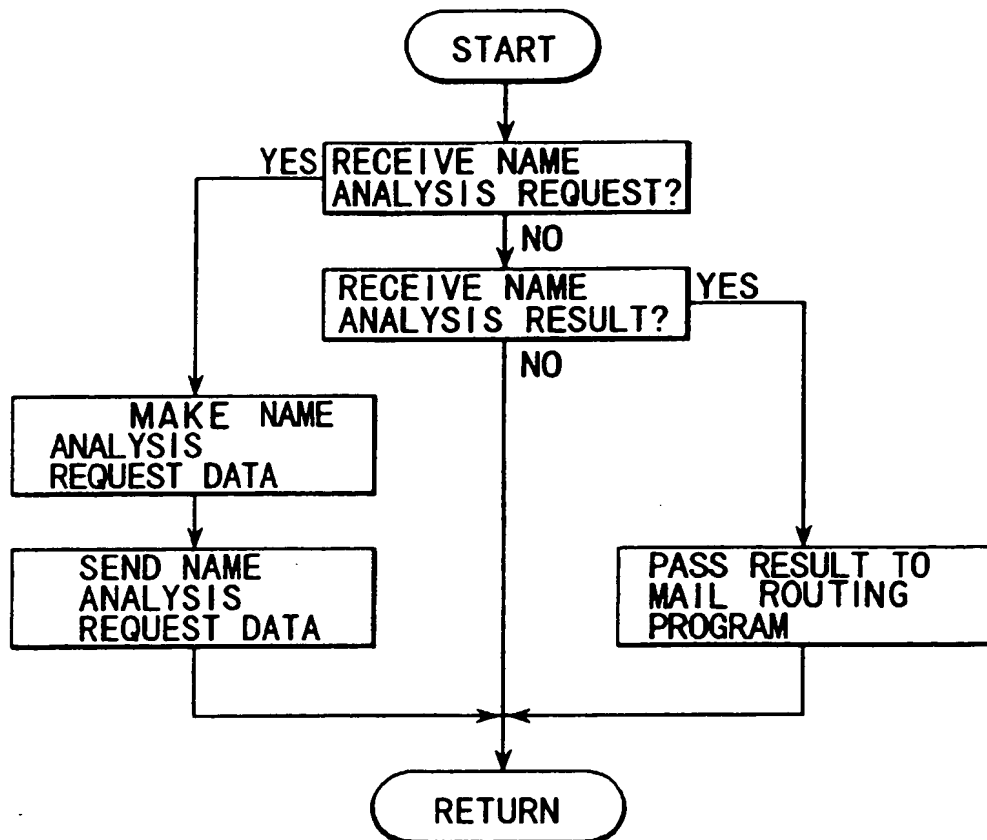 START
YES
RECEIVE NAME
ANALYSIS REQUEST?
NO
RECEIVE NAME
ANALYSIS RESULT?
YES
NO
MAKE NAME
ANALYSIS
REQUEST DATA
SEND NAME
ANALYSIS
REQUEST DATA
PASS RESULT TO
MAIL ROUTING
PROGRAM
RETURN